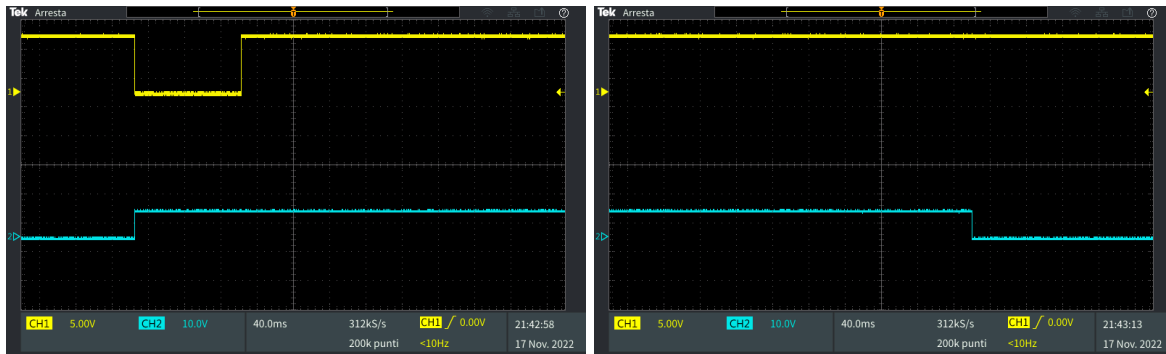 Tek Arresta
1
2
CH1 5.00V CH2 10.0V 40.0ms 312kS/s CH1 0.00V 21:42:58
200k punti <10Hz 17 Nov. 2022
Tek Arresta
1
2
CH1 5.00V CH2 10.0V 40.0ms 312kS/s CH1 0.00V 21:43:13
200k punti <10Hz 17 Nov. 2022